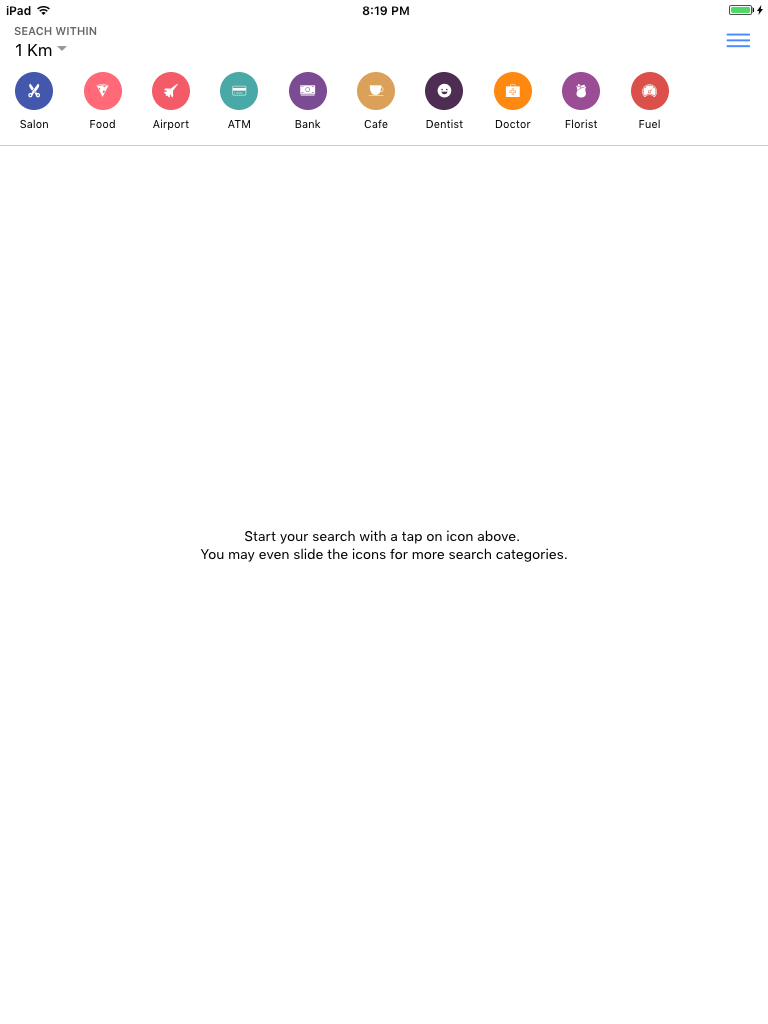 iPad 8:19 PM
SEACH WITHIN
1 Km
Salon Food Airport ATM Bank Cafe Dentist Doctor Florist Fuel
Start your search with a tap on icon above.
You may even slide the icons for more search categories.